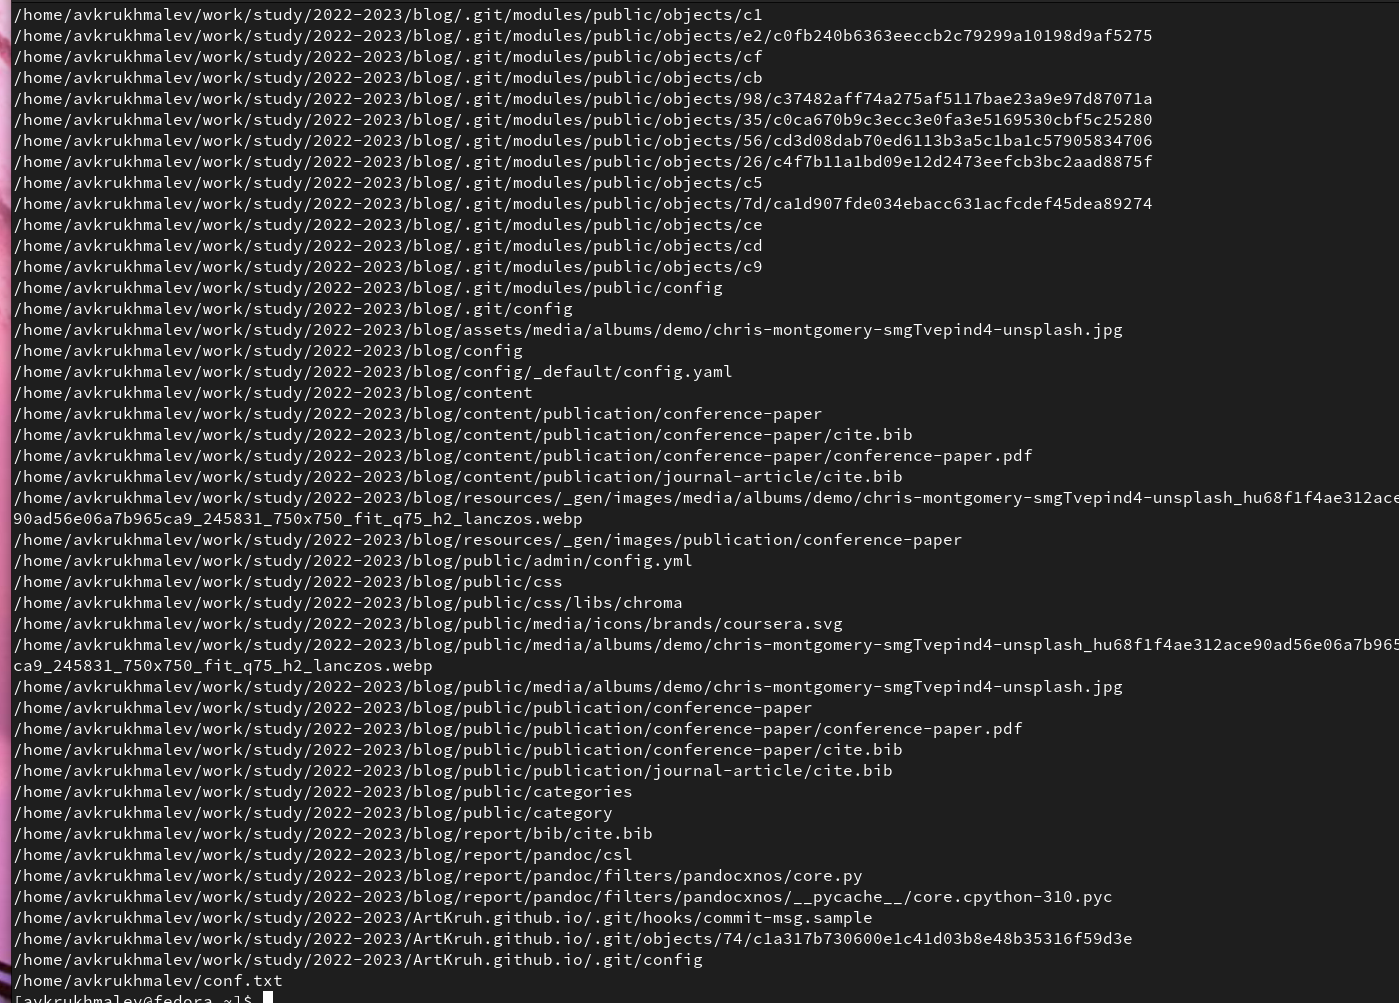 /home/avkrukhmalev/work/study/2022-2023/blog/.git/modules/public/objects/c1
/home/avkrukhmalev/work/study/2022-2023/blog/.git/modules/public/objects/e2/c0fb240b6363eeccb2c79299a10198d9af5275
/home/avkrukhmalev/work/study/2022-2023/blog/.git/modules/public/objects/cf
/home/avkrukhmalev/work/study/2022-2023/blog/.git/modules/public/objects/cb
/home/avkrukhmalev/work/study/2022-2023/blog/.git/modules/public/objects/98/c37482aff74a275af5117bae23a9e97d87071a
/home/avkrukhmalev/work/study/2022-2023/blog/.git/modules/public/objects/35/c0ca670b9c3ecc3e0fa3e5169530cbf5c25280
/home/avkrukhmalev/work/study/2022-2023/blog/.git/modules/public/objects/56/cd3d08dab70ed6113b3a5c1ba1c57905834706
/home/avkrukhmalev/work/study/2022-2023/blog/.git/modules/public/objects/26/c4f7b11a1bd09e12d2473eefcb3bc2aad8875f
/home/avkrukhmalev/work/study/2022-2023/blog/.git/modules/public/objects/c5
/home/avkrukhmalev/work/study/2022-2023/blog/.git/modules/public/objects/7d/ca1d907fde034ebacc631acfcdef45dea89274
/home/avkrukhmalev/work/study/2022-2023/blog/.git/modules/public/objects/ce
/home/avkrukhmalev/work/study/2022-2023/blog/.git/modules/public/objects/cd
/home/avkrukhmalev/work/study/2022-2023/blog/.git/modules/public/objects/c9
/home/avkrukhmalev/work/study/2022-2023/blog/.git/modules/public/config
/home/avkrukhmalev/work/study/2022-2023/blog/.git/config
/home/avkrukhmalev/work/study/2022-2023/blog/assets/media/albums/demo/chris-montgomery-smgTvepind4-unsplash.jpg
/home/avkrukhmalev/work/study/2022-2023/blog/config
/home/avkrukhmalev/work/study/2022-2023/blog/config/_default/config.yaml
/home/avkrukhmalev/work/study/2022-2023/blog/content
/home/avkrukhmalev/work/study/2022-2023/blog/content/publication/conference-paper
/home/avkrukhmalev/work/study/2022-2023/blog/content/publication/conference-paper/cite.bib
/home/avkrukhmalev/work/study/2022-2023/blog/content/publication/conference-paper/conference-paper.pdf
/home/avkrukhmalev/work/study/2022-2023/blog/content/publication/journal-article/cite.bib
/home/avkrukhmalev/work/study/2022-2023/blog/resources/_gen/images/media/albums/demo/chris-montgomery-smgTvepind4-unsplash_hu68f1f4ae312ace
90ad56e06a7b965ca9_245831_750x750_fit_q75_h2_lanczos.webp
/home/avkrukhmalev/work/study/2022-2023/blog/resources/_gen/images/publication/conference-paper
/home/avkrukhmalev/work/study/2022-2023/blog/public/admin/config.yml
/home/avkrukhmalev/work/study/2022-2023/blog/public/css
/home/avkrukhmalev/work/study/2022-2023/blog/public/css/libs/chroma
/home/avkrukhmalev/work/study/2022-2023/blog/public/media/icons/brands/coursera.svg
/home/avkrukhmalev/work/study/2022-2023/blog/public/media/albums/demo/chris-montgomery-smgTvepind4-unsplash_hu68f1f4ae312ace90ad56e06a7b965
ca9_245831_750x750_fit_q75_h2_lanczos.webp
/home/avkrukhmalev/work/study/2022-2023/blog/public/media/albums/demo/chris-montgomery-smgTvepind4-unsplash.jpg
/home/avkrukhmalev/work/study/2022-2023/blog/public/publication/conference-paper
/home/avkrukhmalev/work/study/2022-2023/blog/public/publication/conference-paper/conference-paper.pdf
/home/avkrukhmalev/work/study/2022-2023/blog/public/publication/conference-paper/cite.bib
/home/avkrukhmalev/work/study/2022-2023/blog/public/publication/journal-article/cite.bib
/home/avkrukhmalev/work/study/2022-2023/blog/public/categories
/home/avkrukhmalev/work/study/2022-2023/blog/public/category
/home/avkrukhmalev/work/study/2022-2023/blog/report/bib/cite.bib
/home/avkrukhmalev/work/study/2022-2023/blog/report/pandoc/csl
/home/avkrukhmalev/work/study/2022-2023/blog/report/pandoc/filters/pandocxnos/core.py
/home/avkrukhmalev/work/study/2022-2023/blog/report/pandoc/filters/pandocxnos/__pycache__/core.cpython-310.pyc
/home/avkrukhmalev/work/study/2022-2023/ArtKruh.github.io/.git/hooks/commit-msg.sample
/home/avkrukhmalev/work/study/2022-2023/ArtKruh.github.io/.git/objects/74/c1a317b730600e1c41d03b8e48b35316f59d3e
/home/avkrukhmalev/work/study/2022-2023/ArtKruh.github.io/.git/config
/home/avkrukhmalev/conf.txt
[avkrukhmalev@fedora ~]$